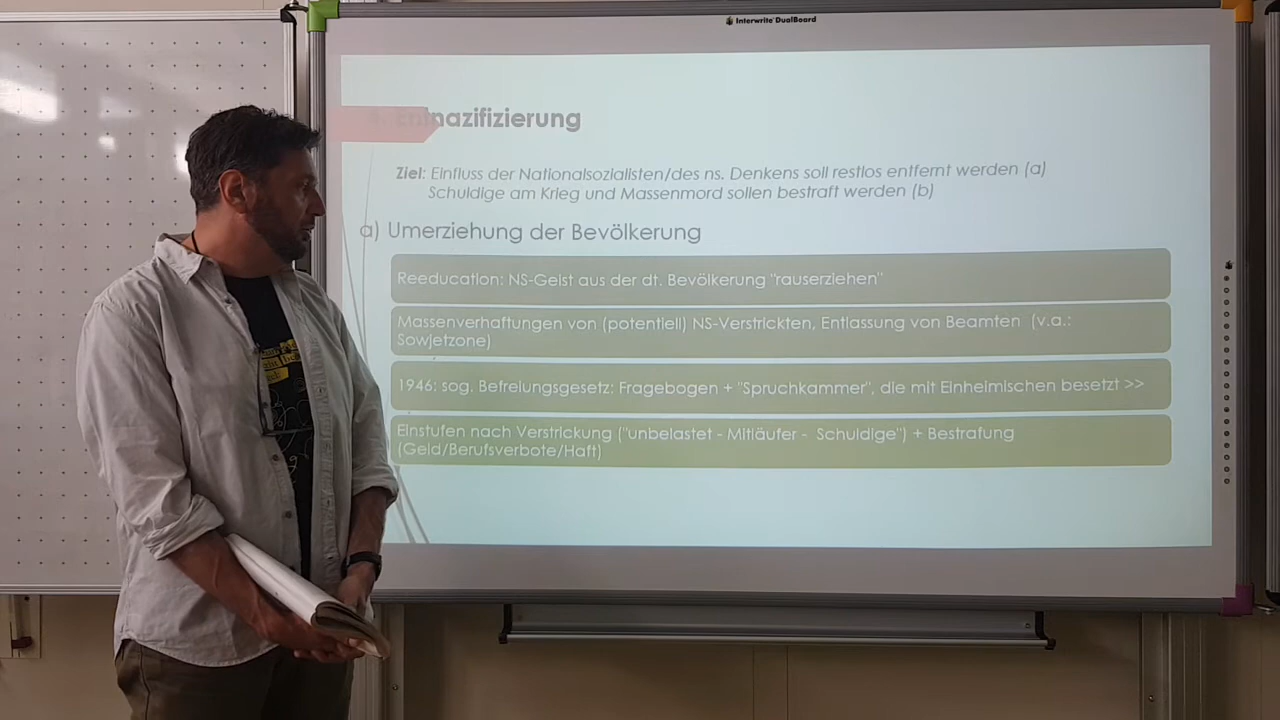 Interwrite DualBoard
4. Entnazifizierung
Ziel: Einfluss der Nationalsozialisten/des ns. Denkens soll restlos entfernt werden (a)
Schuldige am Krieg und Massenmord sollen bestraft werden (b)
a) Umerziehung der Bevölkerung
Reeducation: NS-Geist aus der dt. Bevölkerung "rauserziehen"
Massenverhaftungen von (potentiell) NS-Verstrickten, Entlassung von Beamten (v.a.:
Sowjetzone)
1946: sog. Befreiungsgesetz: Fragebogen + "Spruchkammer", die mit Einheimischen besetzt >>
Einstufen nach Verstrickung ("unbelastet - Mitläufer - Schuldige") + Bestrafung
(Geld/Berufsverbote/Haft)